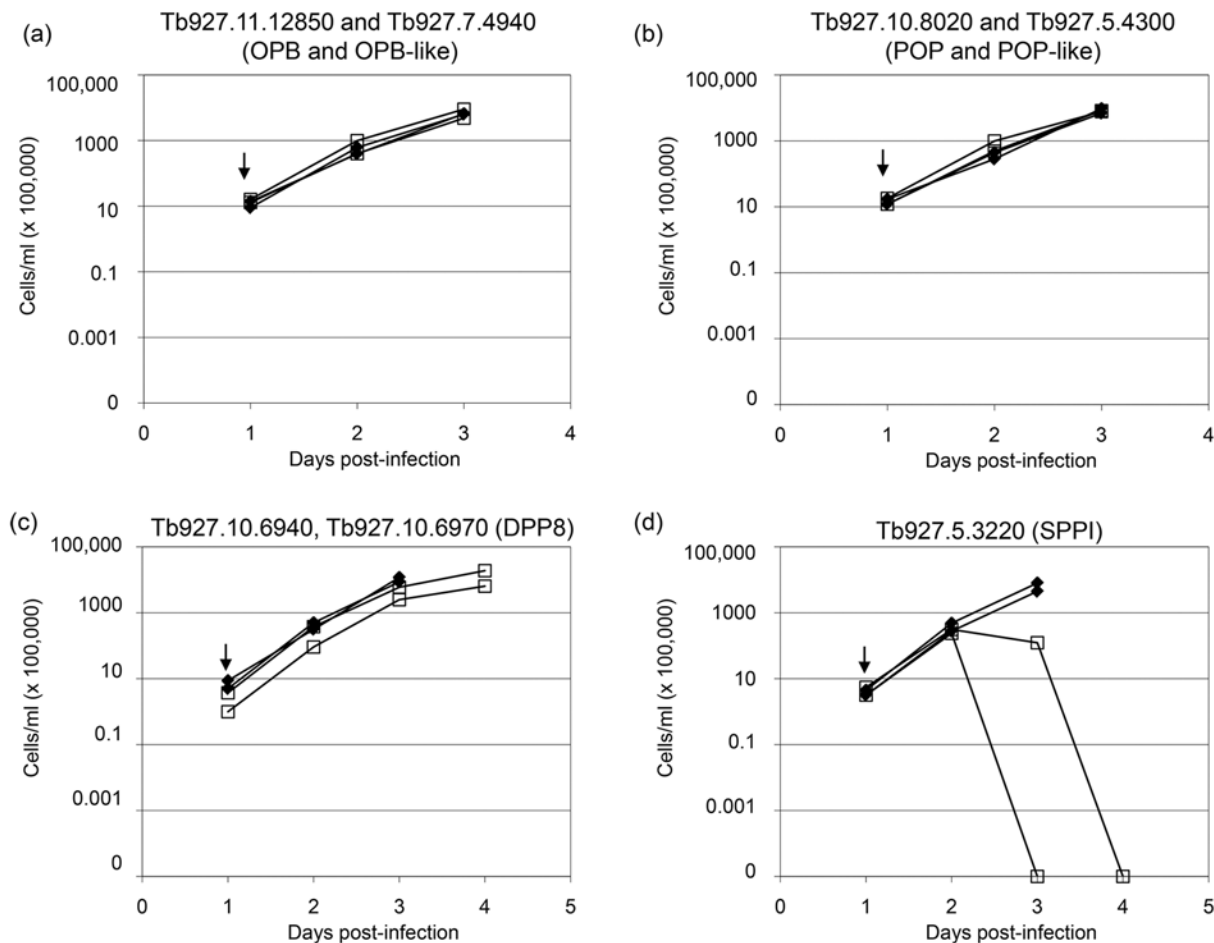 (a)
Tb927.11.12850 and Tb927.7.4940
(OPB and OPB-like)
100,000
1000
10
0.1
0.001
0
Cells/ml (x 100,000)
0 1 2 3 4
Days post-infection
(b)
Tb927.10.8020 and Tb927.5.4300
(POP and POP-like)
100,000
1000
10
0.1
0.001
0
Cells/ml (x 100,000)
0 1 2 3 4
Days post-infection
(c)
Tb927.10.6940, Tb927.10.6970 (DPP8)
100,000
1000
10
0.1
0.001
0
Cells/ml (x 100,000)
0 1 2 3 4 5
Days post-infection
(d)
Tb927.5.3220 (SPPI)
100,000
1000
10
0.1
0.001
0
Cells/ml (x 100,000)
0 1 2 3 4 5
Days post-infection